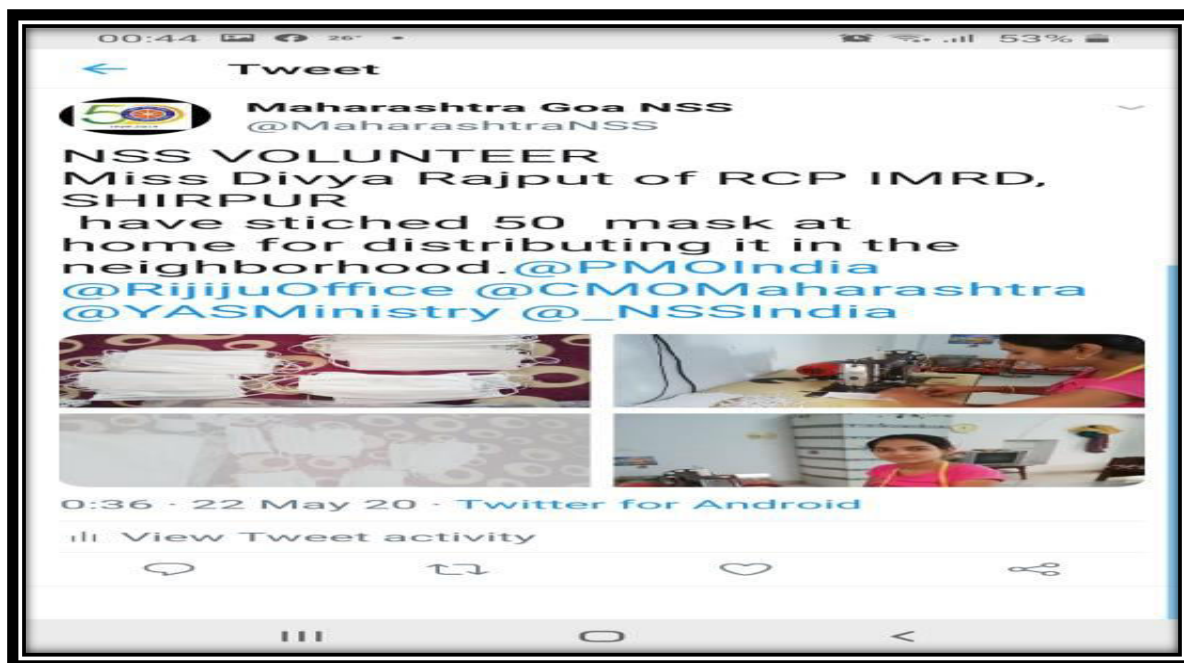 00:44 26° 53%
Tweet
Maharashtra Goa NSS
@MaharashtraNSS
NSS VOLUNTEER
Miss Divya Rajput of RCP IMRD,
SHIRPUR
have stiched 50 mask at
home for distributing it in the
neighborhood.@PMOIndia
@RijijuOffice @CMOMaharashtra
@YASMinistry @_NSSIndia
0:36 · 22 May 20 · Twitter for Android
View Tweet activity